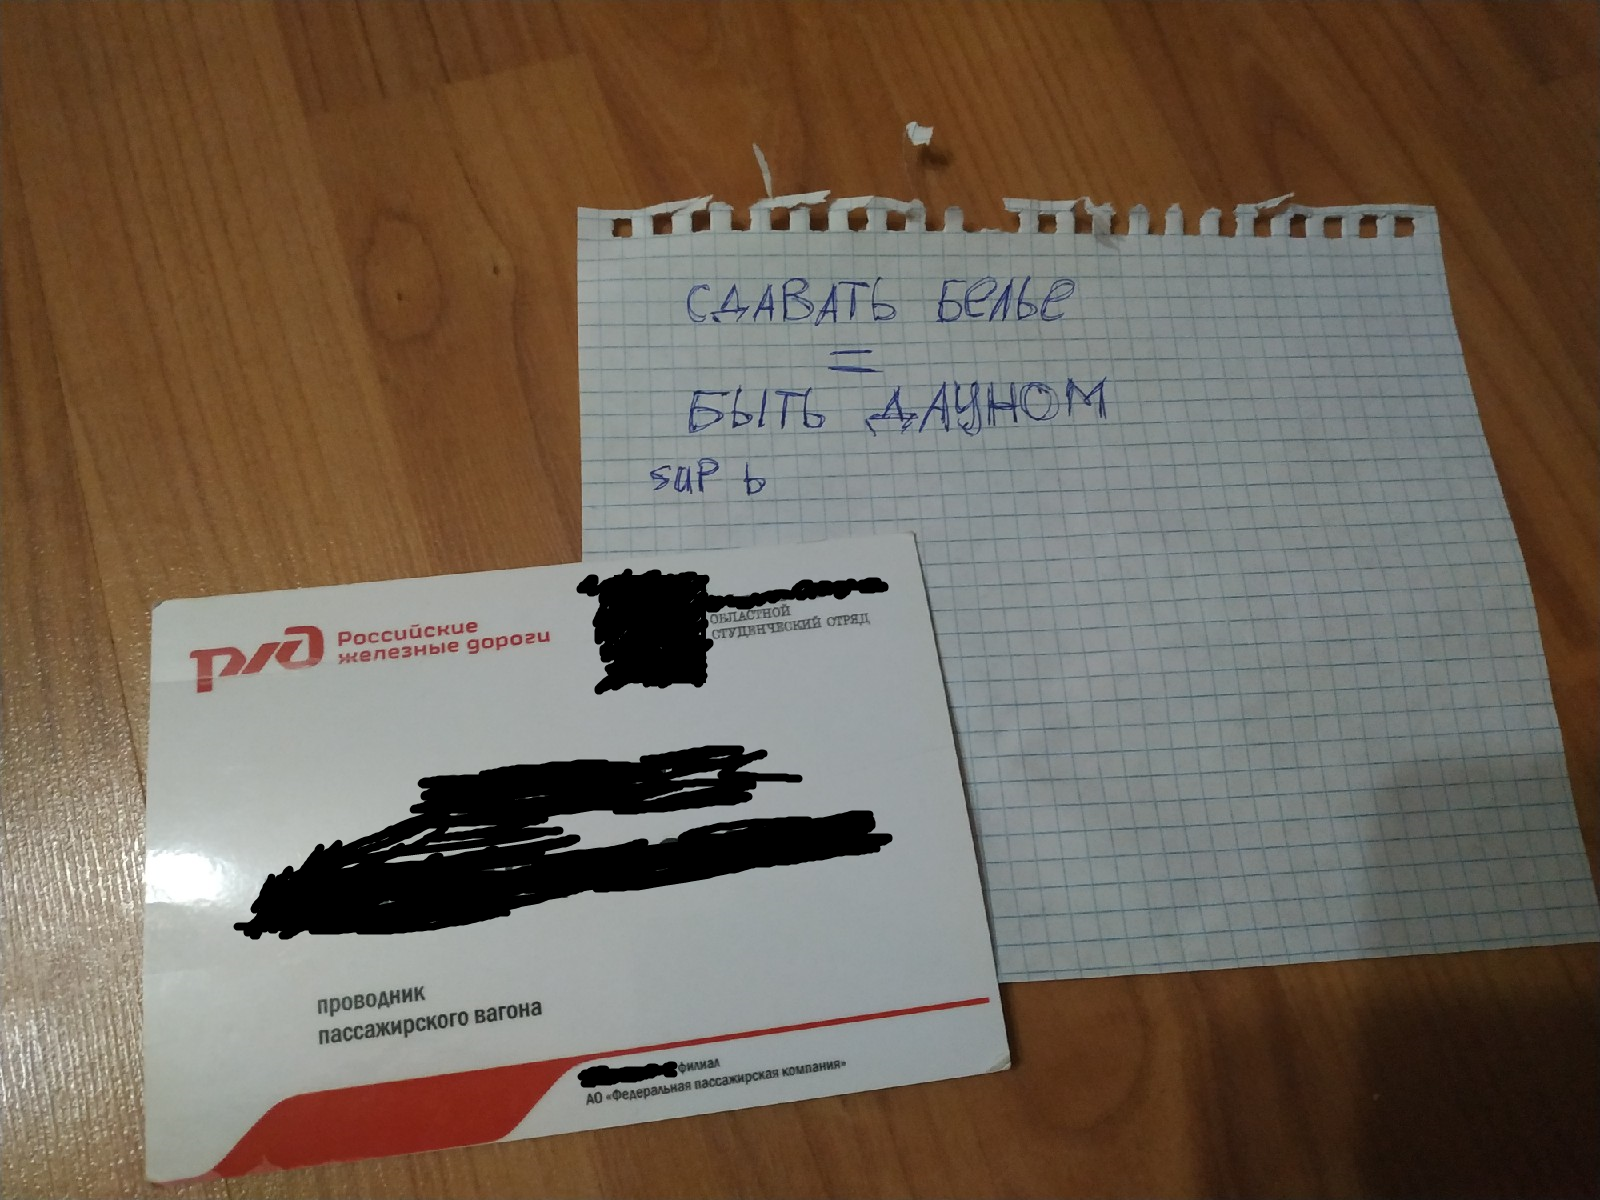 СДАВАТЬ БЕЛЬЕ
=
БЫТЬ ДАУНОМ
sup b
ржд Российские
железные дороги
ОБЛАСТНОЙ
СТУДЕНЧЕСКИЙ ОТРЯД
проводник
пассажирского вагона
филиал
АО «Федеральная пассажирская компания»